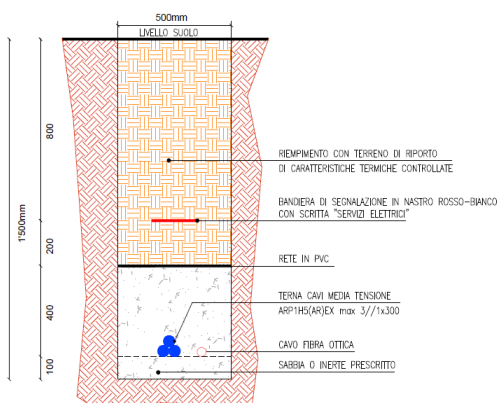 500mm
LIVELLO SUOLO
800
1'500mm
200
400
100
RIEMPIMENTO CON TERRENO DI RIPORTO
DI CARATTERISTICHE TERMICHE CONTROLLATE
BANDIERA DI SEGNALAZIONE IN NASTRO ROSSO-BIANCO
CON SCRITTA "SERVIZI ELETTRICI"
RETE IN PVC
TERNA CAVI MEDIA TENSIONE
ARP1H5(AR)EX max 3//1x300
CAVO FIBRA OTTICA
SABBIA O INERTE PRESCRITTO